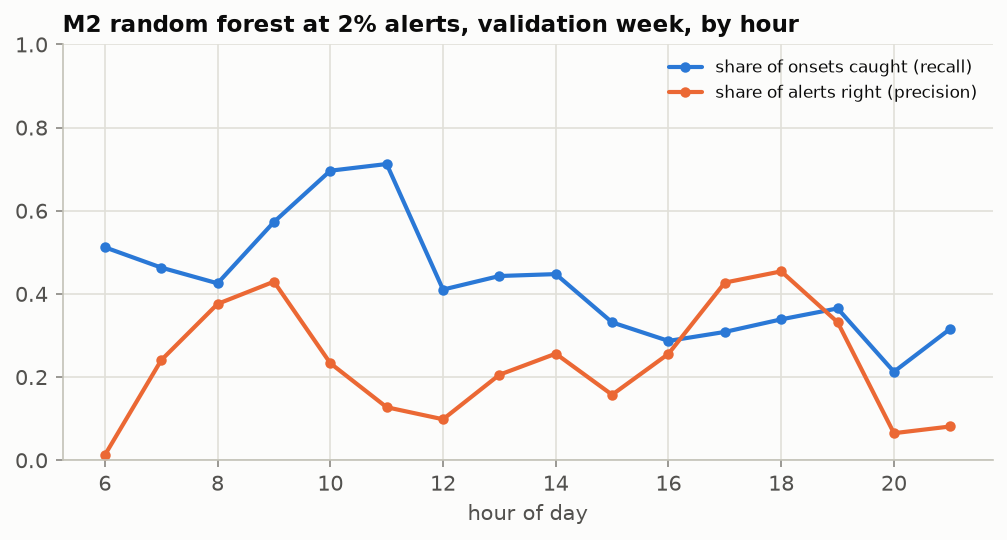 M2 random forest at 2% alerts, validation week, by hour
1.0
share of onsets caught (recall)
share of alerts right (precision)
0.8
0.6
0.4
0.2
0.0
6 8 10 12 14 16 18 20
hour of day